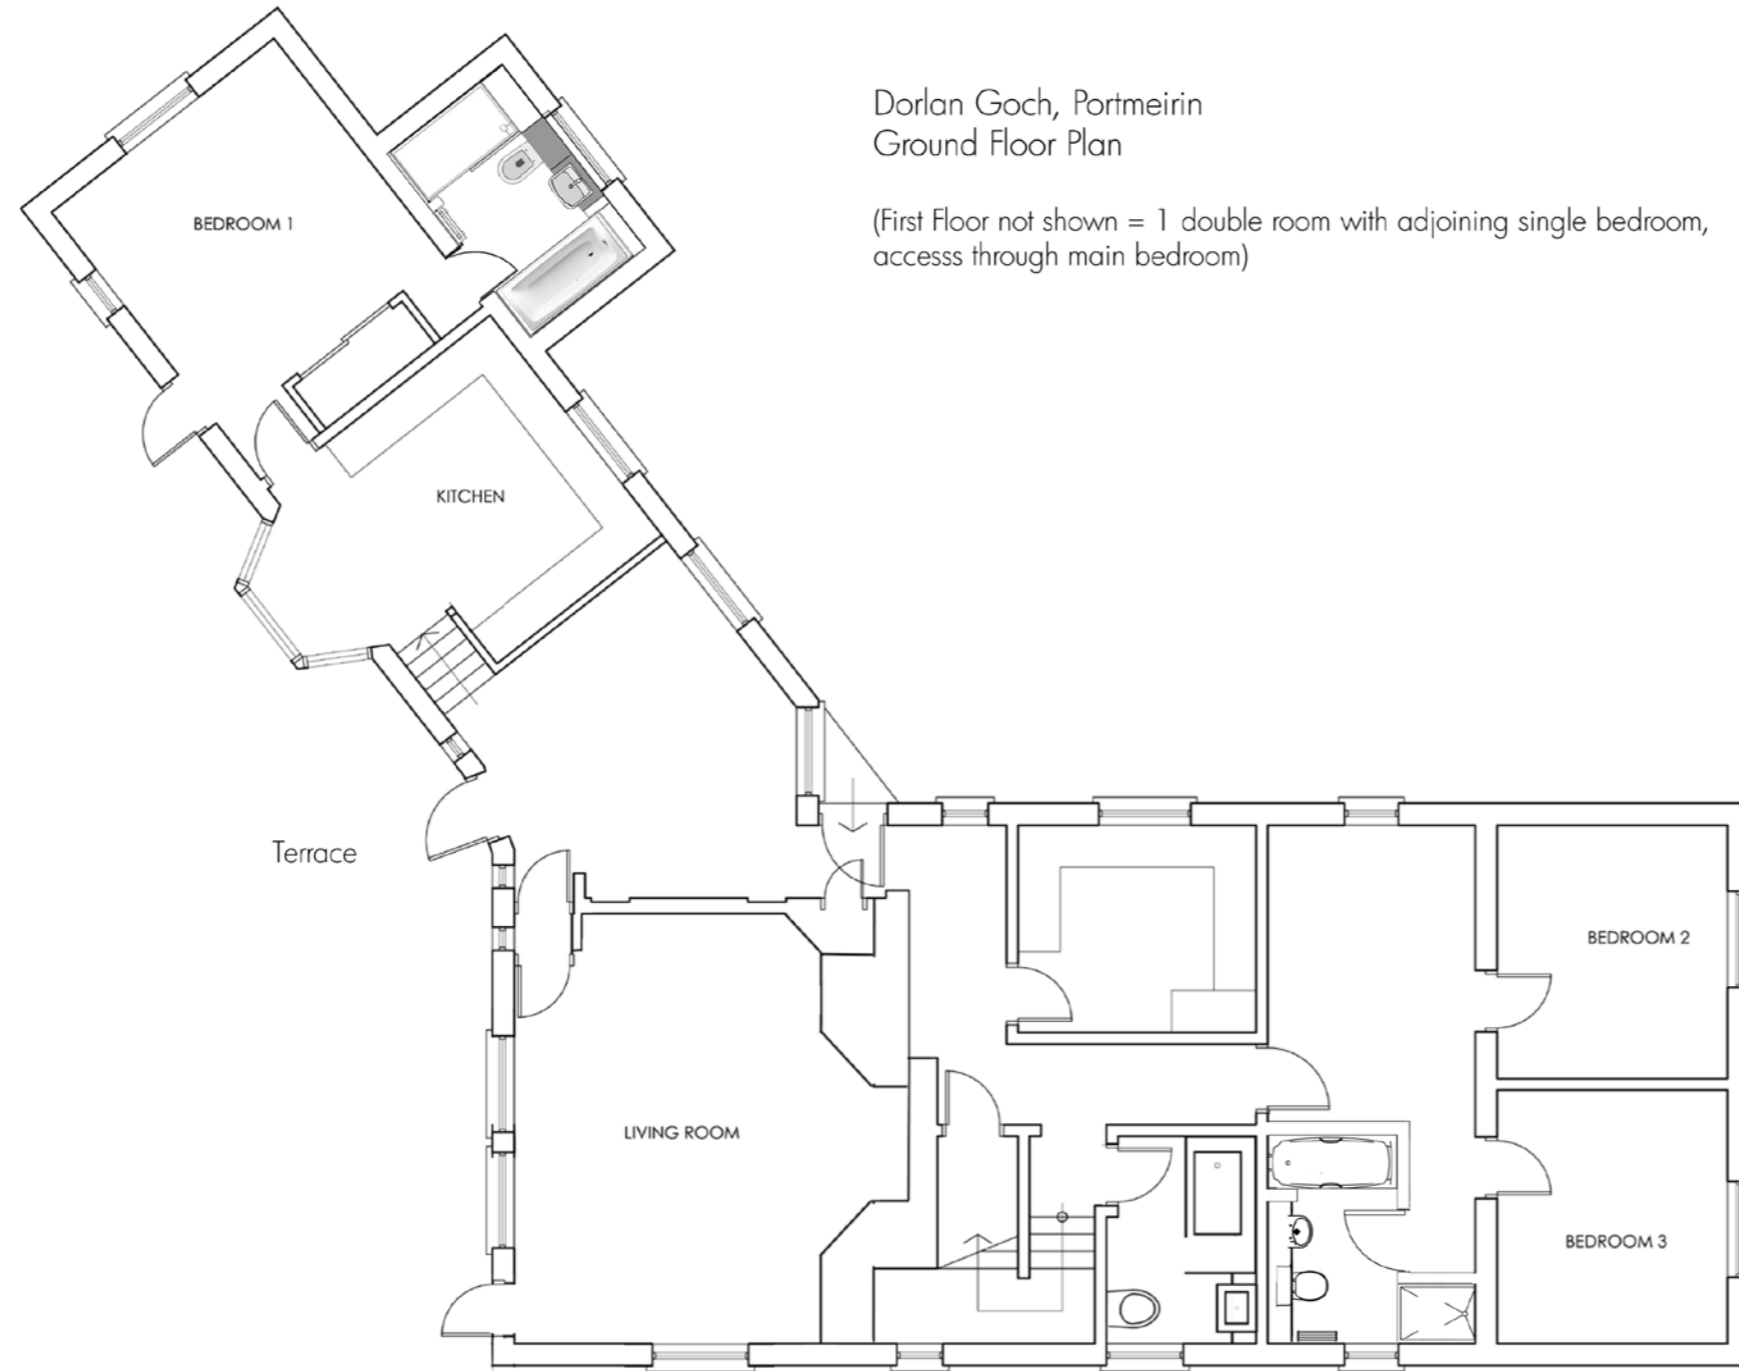 Dorlan Goch, Portmeirin
Ground Floor Plan
(First Floor not shown = 1 double room with adjoining single bedroom,
accesss through main bedroom)
BEDROOM 1
KITCHEN
Terrace
BEDROOM 2
LIVING ROOM
BEDROOM 3